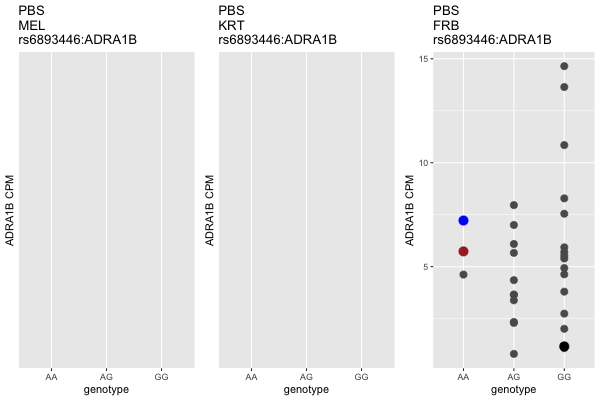 PBS
MEL
rs6893446:ADRA1B
ADRA1B CPM
AA AG GG
genotype
PBS
KRT
rs6893446:ADRA1B
ADRA1B CPM
AA AG GG
genotype
PBS
FRB
rs6893446:ADRA1B
ADRA1B CPM
15
10
5
AA AG GG
genotype